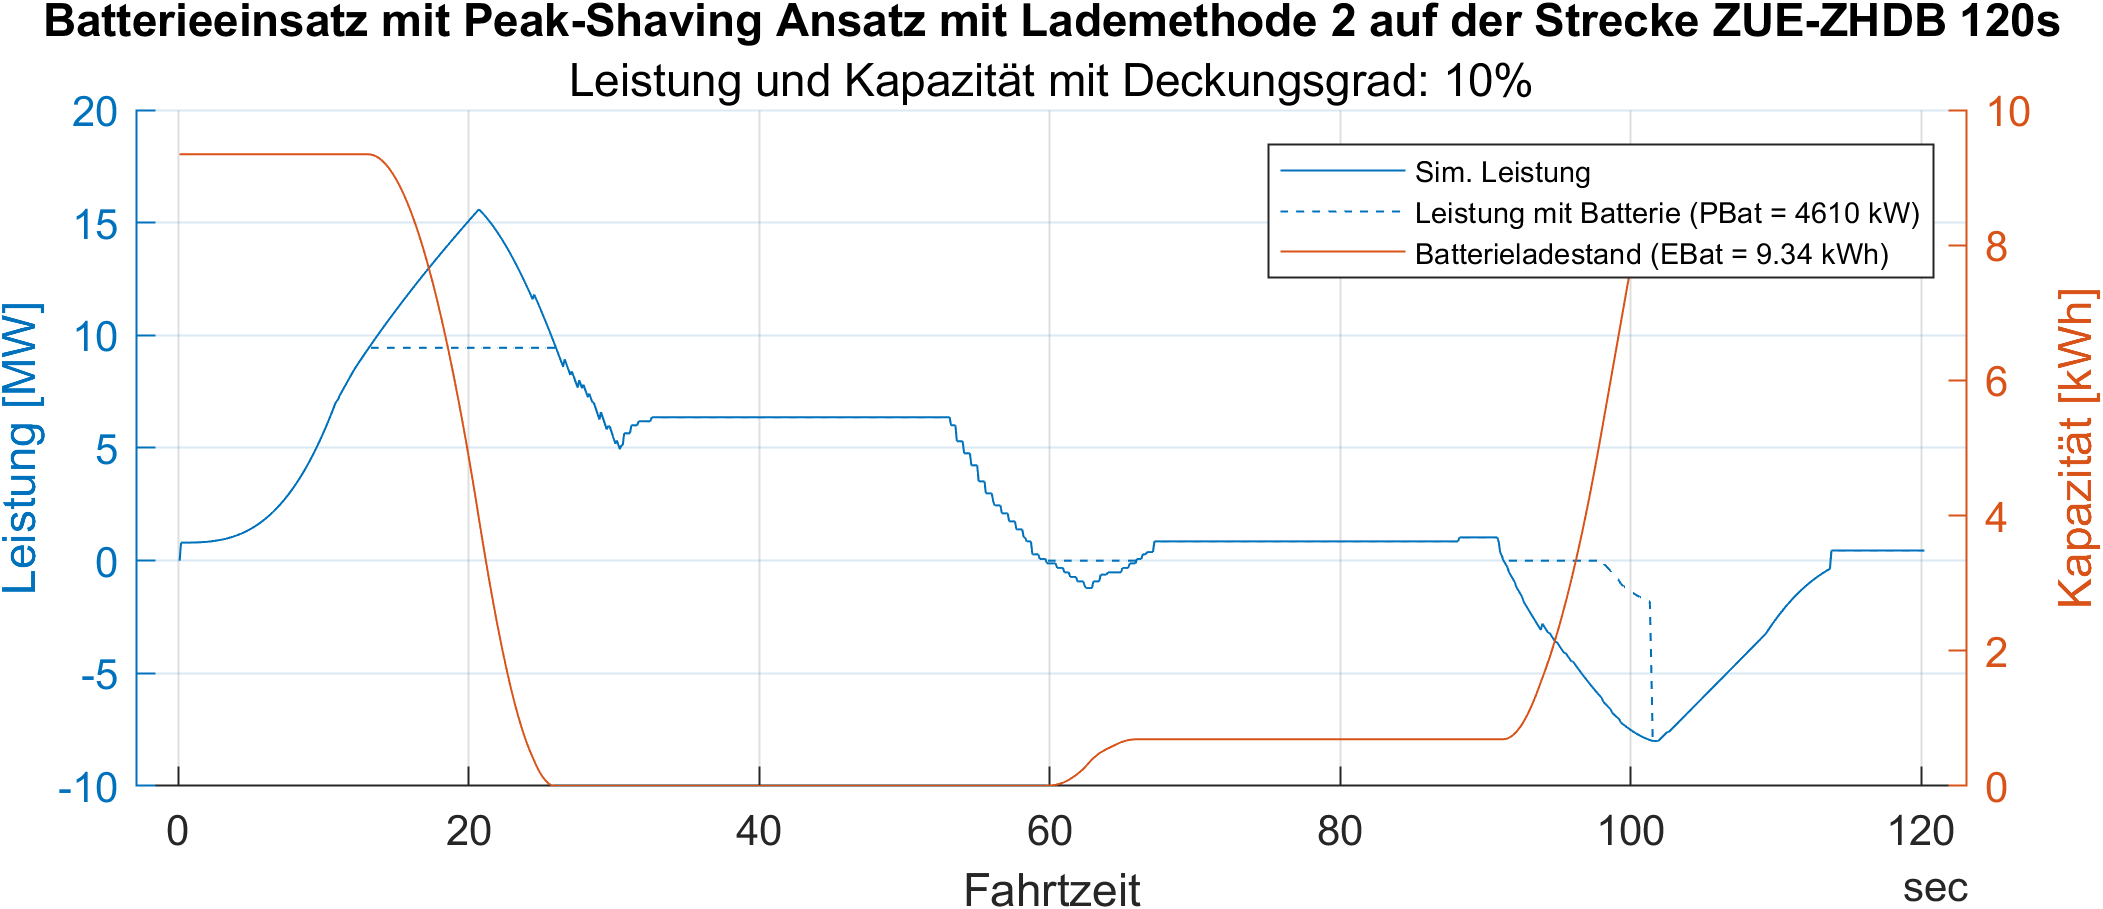 Batterieeinsatz mit Peak-Shaving Ansatz mit Lademethode 2 auf der Strecke ZUE-ZHDB 120s
Leistung und Kapazität mit Deckungsgrad: 10%
Leistung [MW]
20
15
10
5
0
-5
-10
Sim. Leistung
Leistung mit Batterie (PBat = 4610 kW)
Batterieladestand (EBat = 9.34 kWh)
10
8
6
4
2
0
Kapazität [kWh]
0 20 40 60 80 100 120
Fahrtzeit
sec